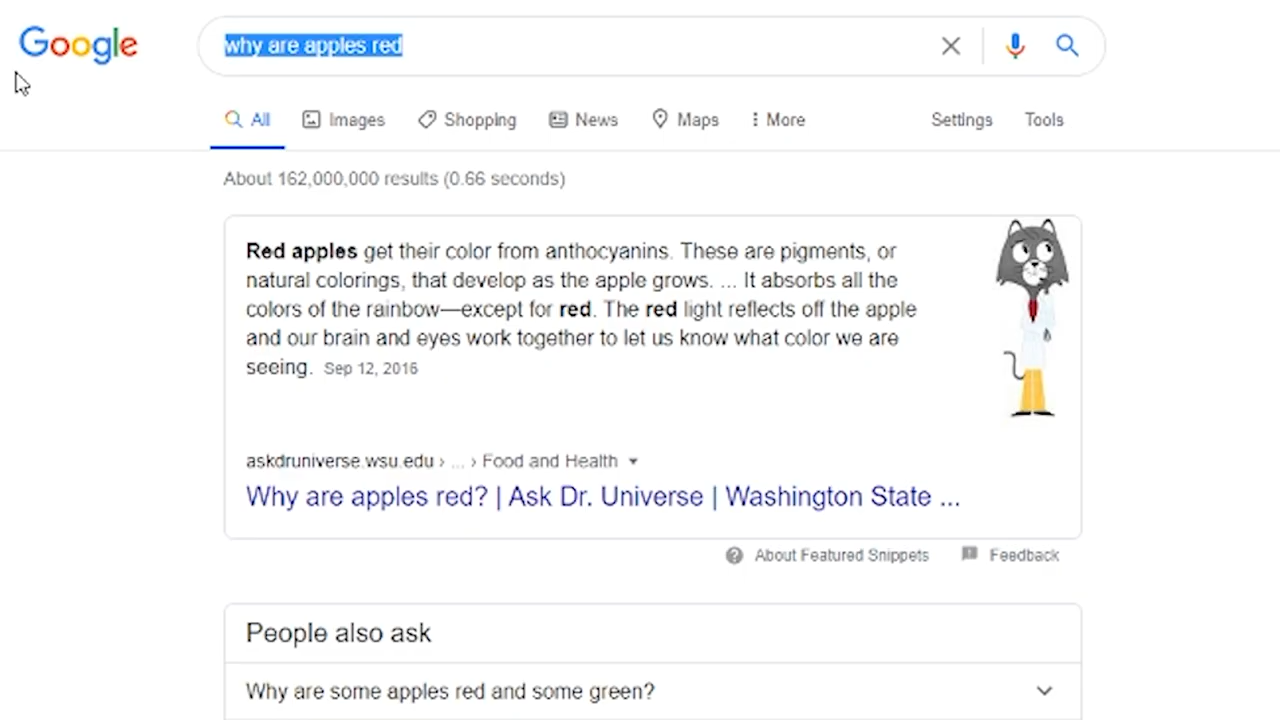 Google
why are apples red
All Images Shopping News Maps More Settings Tools
About 162,000,000 results (0.66 seconds)
Red apples get their color from anthocyanins. These are pigments, or
natural colorings, that develop as the apple grows. ... It absorbs all the
colors of the rainbow—except for red. The red light reflects off the apple
and our brain and eyes work together to let us know what color we are
seeing. Sep 12, 2016
askdruniverse.wsu.edu › ... › Food and Health
Why are apples red? | Ask Dr. Universe | Washington State ...
About Featured Snippets Feedback
People also ask
Why are some apples red and some green?